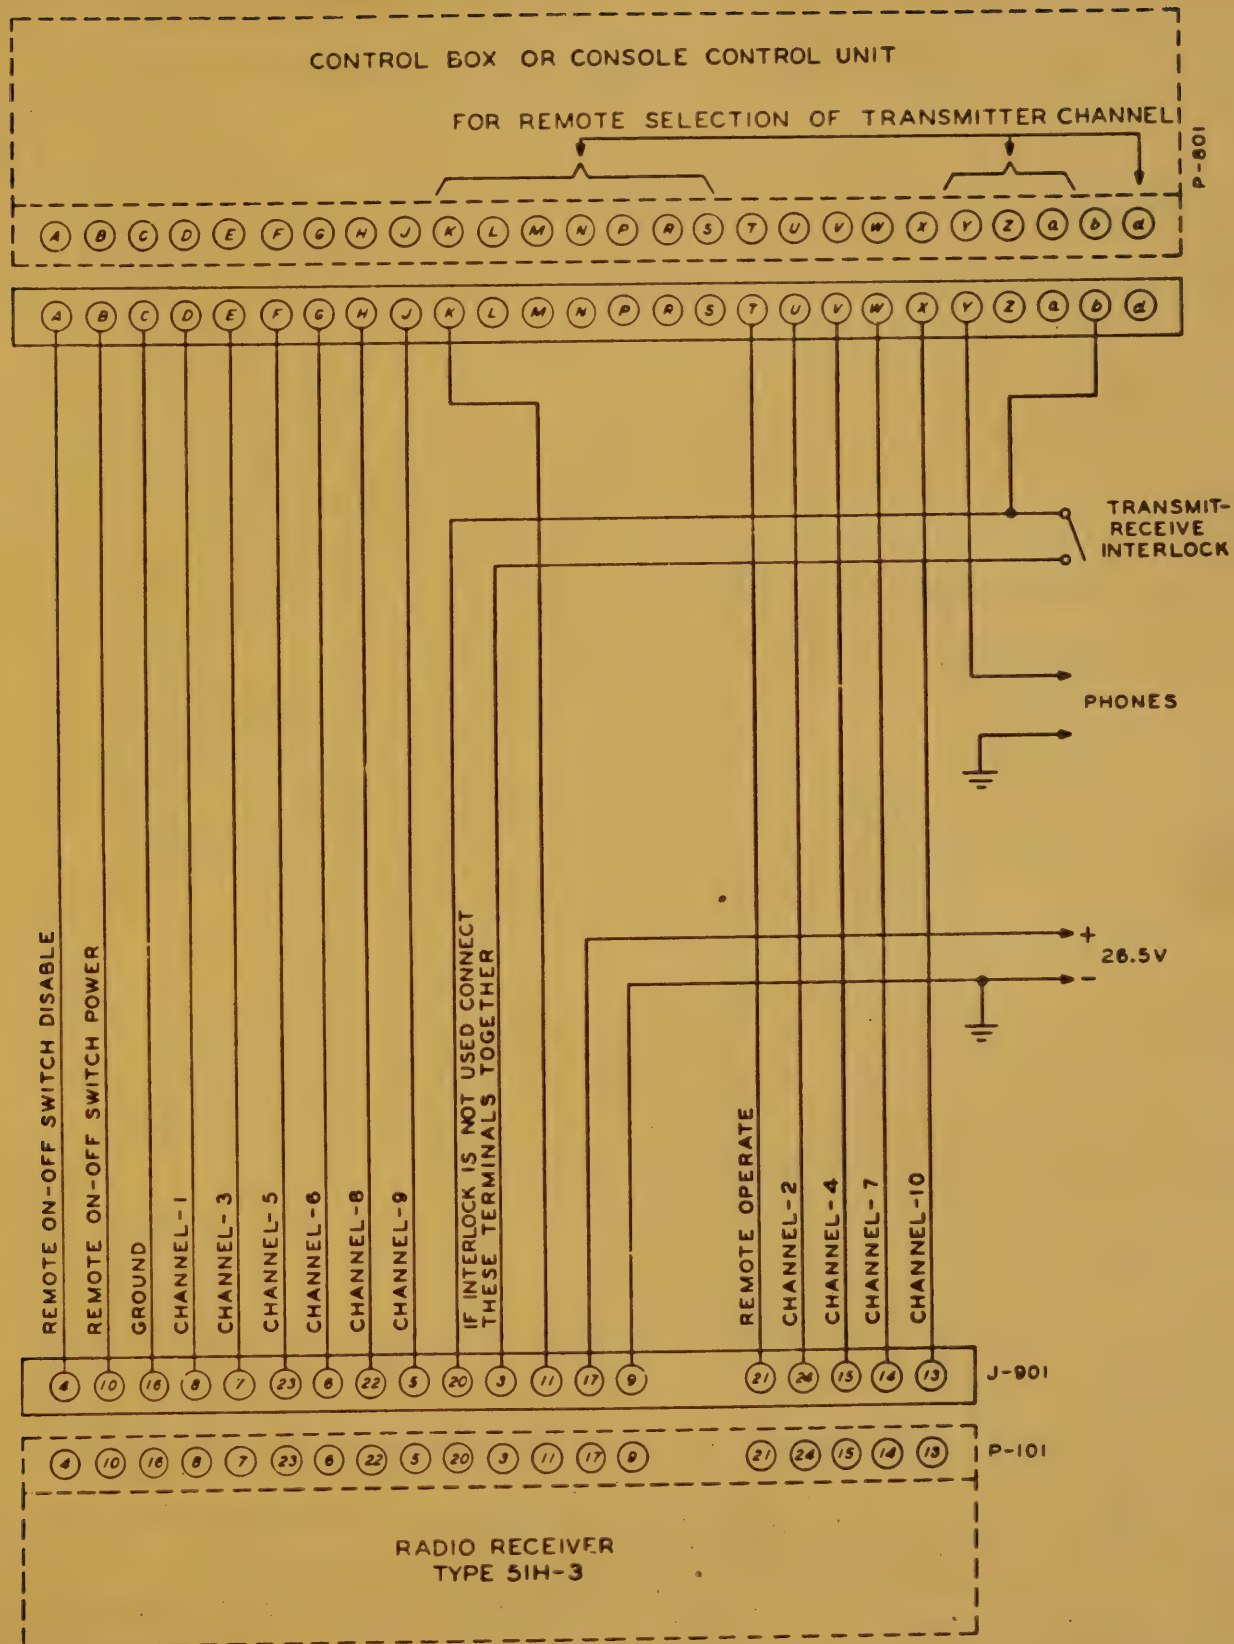 CONTROL BOX OR CONSOLE CONTROL UNIT
FOR REMOTE SELECTION OF TRANSMITTER CHANNEL
P-801
A B C D E F G H J K L M N P R S T U V W X Y Z a b d
A B C D E F G H J K L M N P R S T U V W X Y Z a b d
TRANSMIT-
RECEIVE
INTERLOCK
PHONES
+
26.5V
-
REMOTE ON-OFF SWITCH DISABLE
REMOTE ON-OFF SWITCH POWER
GROUND
CHANNEL-1
CHANNEL-3
CHANNEL-5
CHANNEL-6
CHANNEL-8
CHANNEL-9
IF INTERLOCK IS NOT USED CONNECT
THESE TERMINALS TOGETHER
REMOTE OPERATE
CHANNEL-2
CHANNEL-4
CHANNEL-7
CHANNEL-10
4 10 16 8 7 23 6 22 5 20 3 11 17 9 21 24 15 14 13
J-901
4 10 16 8 7 23 6 22 5 20 3 11 17 9 21 24 15 14 13
P-101
RADIO RECEIVER
TYPE 51H-3